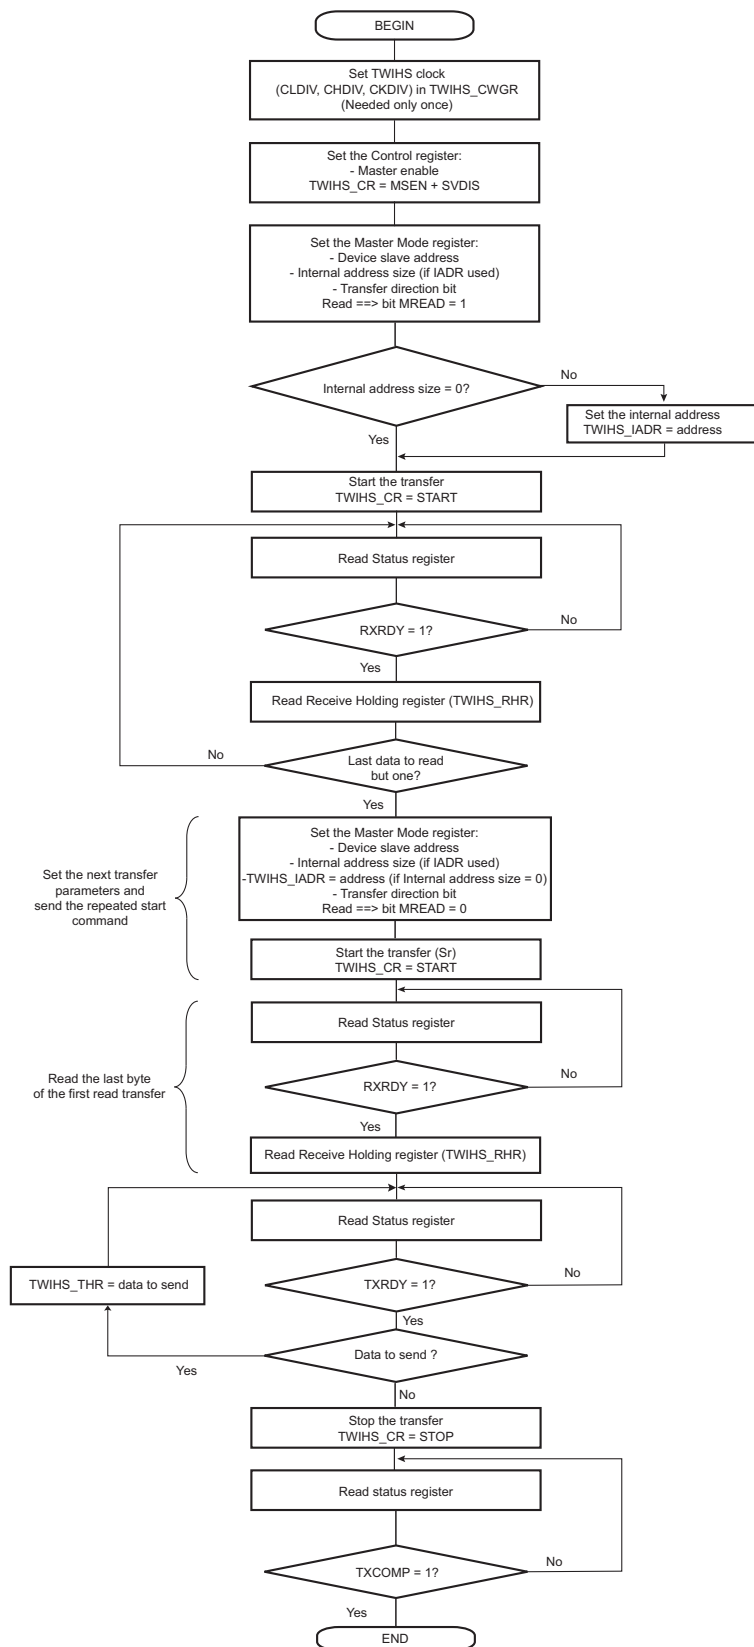 BEGIN
Set TWIHS clock
(CLDIV, CHDIV, CKDIV) in TWIHS_CWGR
(Needed only once)
Set the Control register:
- Master enable
TWIHS_CR = MSEN + SVDIS
Set the Master Mode register:
- Device slave address
- Internal address size (if IADR used)
- Transfer direction bit
Read ==> bit MREAD = 1
Internal address size = 0?
No
Set the internal address
TWIHS_IADR = address
Yes
Start the transfer
TWIHS_CR = START
Read Status register
RXRDY = 1?
No
Yes
Read Receive Holding register (TWIHS_RHR)
No
Last data to read
but one?
Yes
Set the next transfer
parameters and
send the repeated start
command
Set the Master Mode register:
- Device slave address
- Internal address size (if IADR used)
-TWIHS_IADR = address (if Internal address size = 0)
- Transfer direction bit
Read ==> bit MREAD = 0
Start the transfer (Sr)
TWIHS_CR = START
Read the last byte
of the first read transfer
Read Status register
RXRDY = 1?
No
Yes
Read Receive Holding register (TWIHS_RHR)
Read Status register
TWIHS_THR = data to send
TXRDY = 1?
No
Yes
Data to send ?
Yes
No
Stop the transfer
TWIHS_CR = STOP
Read status register
TXCOMP = 1?
No
Yes
END